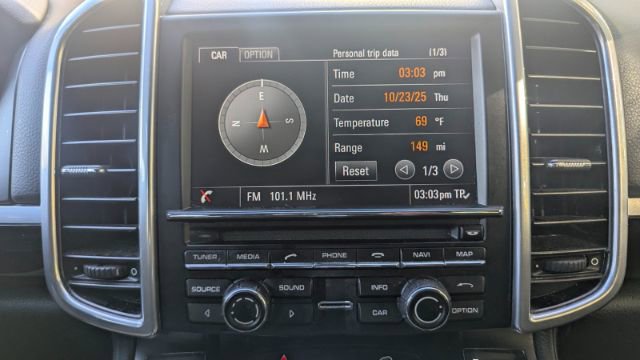 CAR OPTION Personal trip data (1/3)
Time 03:03 pm
Date 10/23/25 Thu
Temperature 69 °F
Range 149 mi
Reset 1/3
E
N S
W
FM 101.1 MHz 03:03pm TP
TUNER MEDIA PHONE NAVI MAP
SOURCE SOUND INFO
CAR OPTION